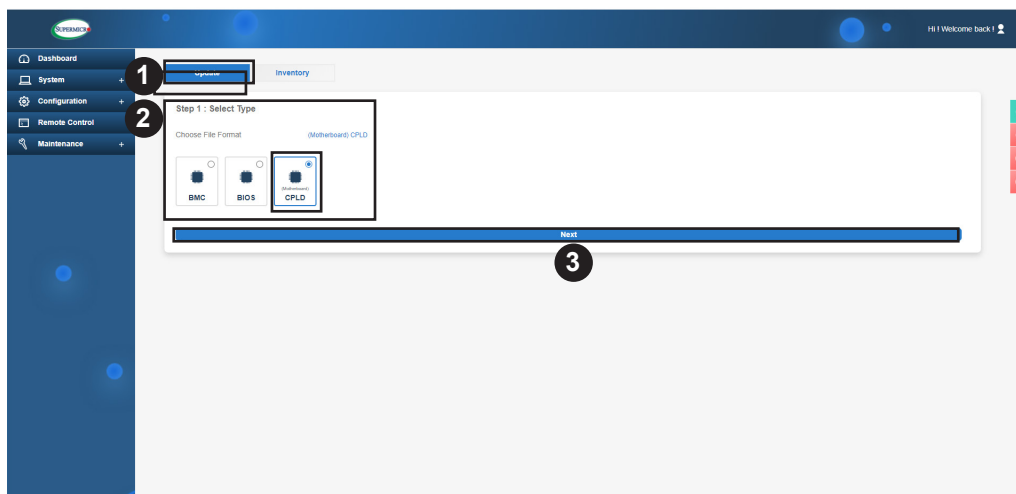 SUPERMICR
Hi ! Welcome back !
Dashboard
System +
Configuration +
Remote Control
Maintenance +
1
Update
Inventory
2
Step 1 : Select Type
Choose File Format
(Motherboard) CPLD
BMC
BIOS
(Motherboard)
CPLD
Next
3